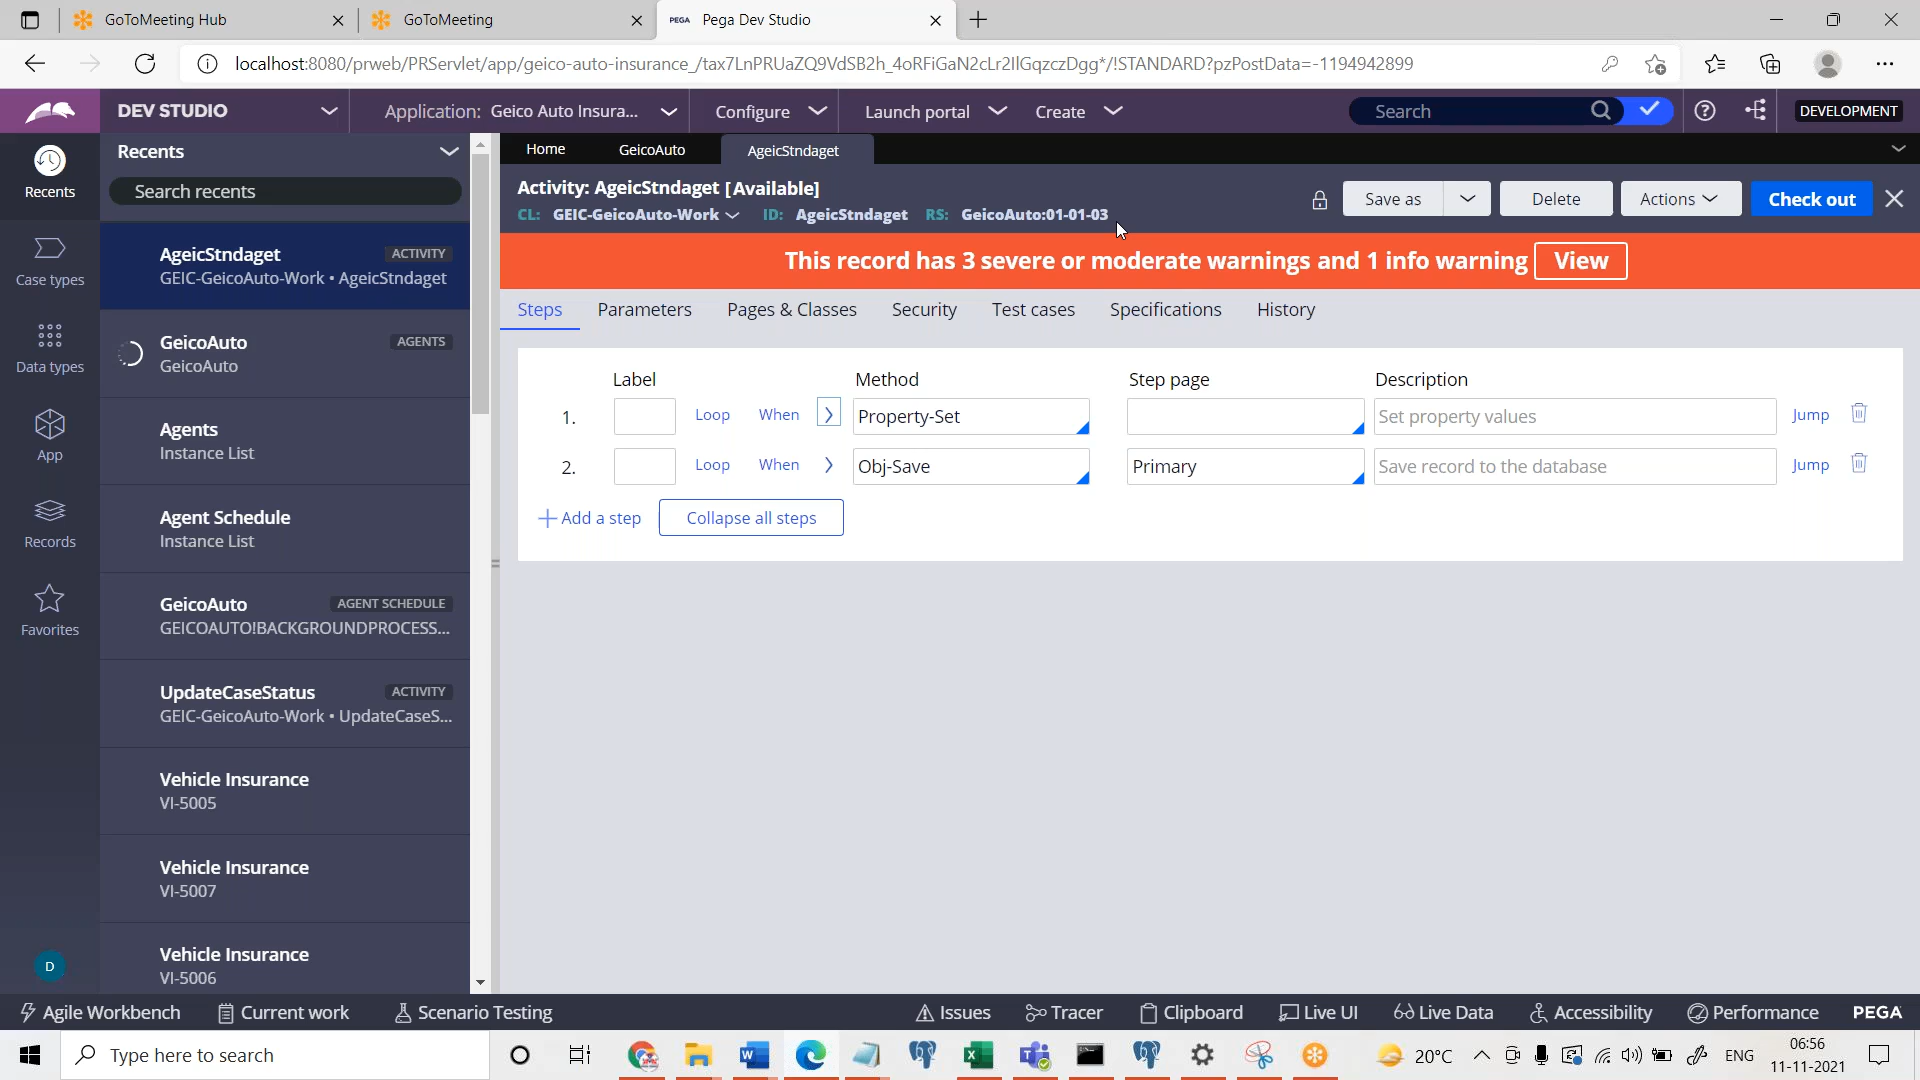 GoToMeeting Hub
GoToMeeting
PEGA Pega Dev Studio
localhost:8080/prweb/PRServlet/app/geico-auto-insurance_/tax7LnPRUaZQ9VdSB2h_4oRFiGaN2cLr2IlGqzczDgg*/!STANDARD?pzPostData=-1194942899
DEV STUDIO
Application: Geico Auto Insura...
Configure
Launch portal
Create
Search
DEVELOPMENT
Recents
Case types
Data types
App
Records
Favorites
D
Recents
Search recents
AgeicStndaget ACTIVITY
GEIC-GeicoAuto-Work • AgeicStndaget
GeicoAuto AGENTS
GeicoAuto
Agents
Instance List
Agent Schedule
Instance List
GeicoAuto AGENT SCHEDULE
GEICOAUTO!BACKGROUNDPROCESS...
UpdateCaseStatus ACTIVITY
GEIC-GeicoAuto-Work • UpdateCaseS...
Vehicle Insurance
VI-5005
Vehicle Insurance
VI-5007
Vehicle Insurance
VI-5006
Home GeicoAuto AgeicStndaget
Activity: AgeicStndaget [Available]
CL: GEIC-GeicoAuto-Work ID: AgeicStndaget RS: GeicoAuto:01-01-03
Save as Delete Actions Check out
This record has 3 severe or moderate warnings and 1 info warning View
Steps Parameters Pages & Classes Security Test cases Specifications History
Label Method Step page Description
1. Loop When Property-Set Set property values Jump
2. Loop When Obj-Save Primary Save record to the database Jump
Add a step Collapse all steps
Agile Workbench Current work Scenario Testing Issues Tracer Clipboard Live UI Live Data Accessibility Performance PEGA
Type here to search
20°C
ENG
06:56
11-11-2021